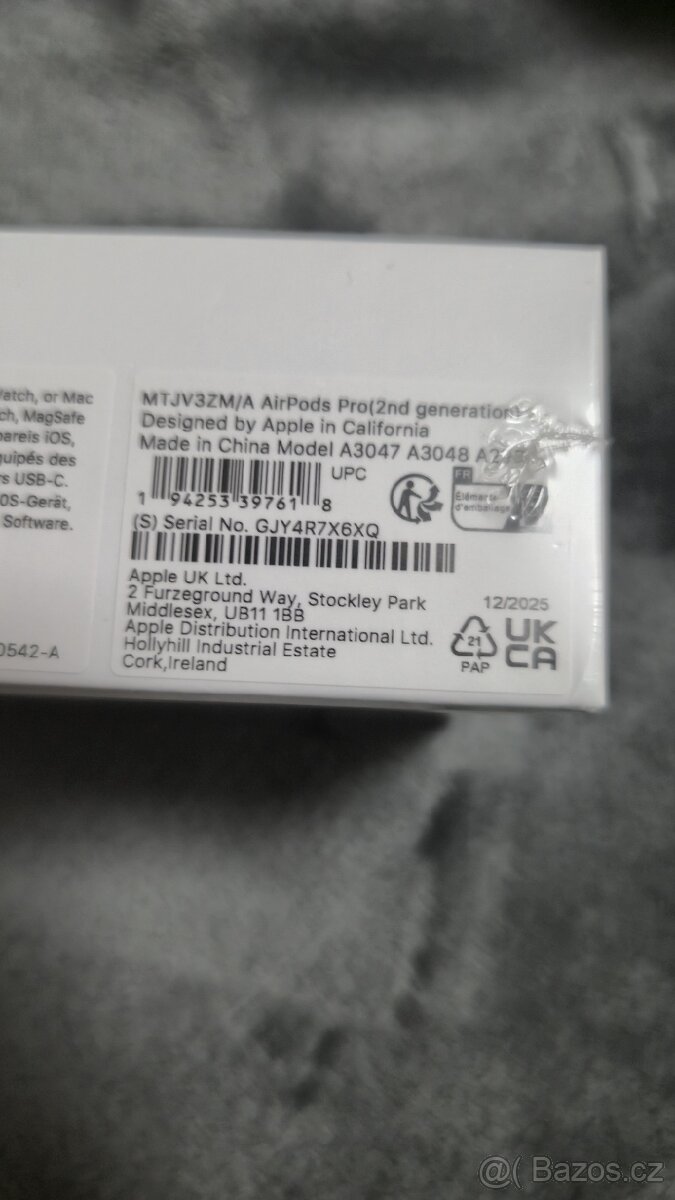 Watch, or Mac
ch, MagSafe
pareils iOS,
quipés des
rs USB-C.
OS-Gerät,
Software.
0542-A
MTJV3ZM/A AirPods Pro(2nd generation)
Designed by Apple in California
Made in China Model A3047 A3048
UPC
1 94253 39761 8
FR
Éléments
d'emballage
(S) Serial No. GJY4R7X6XQ
Apple UK Ltd.
2 Furzeground Way, Stockley Park
Middlesex, UB11 1BB
Apple Distribution International Ltd.
Hollyhill Industrial Estate
Cork,Ireland
12/2025
21
PAP
UK
CA
@( Bazos.cz